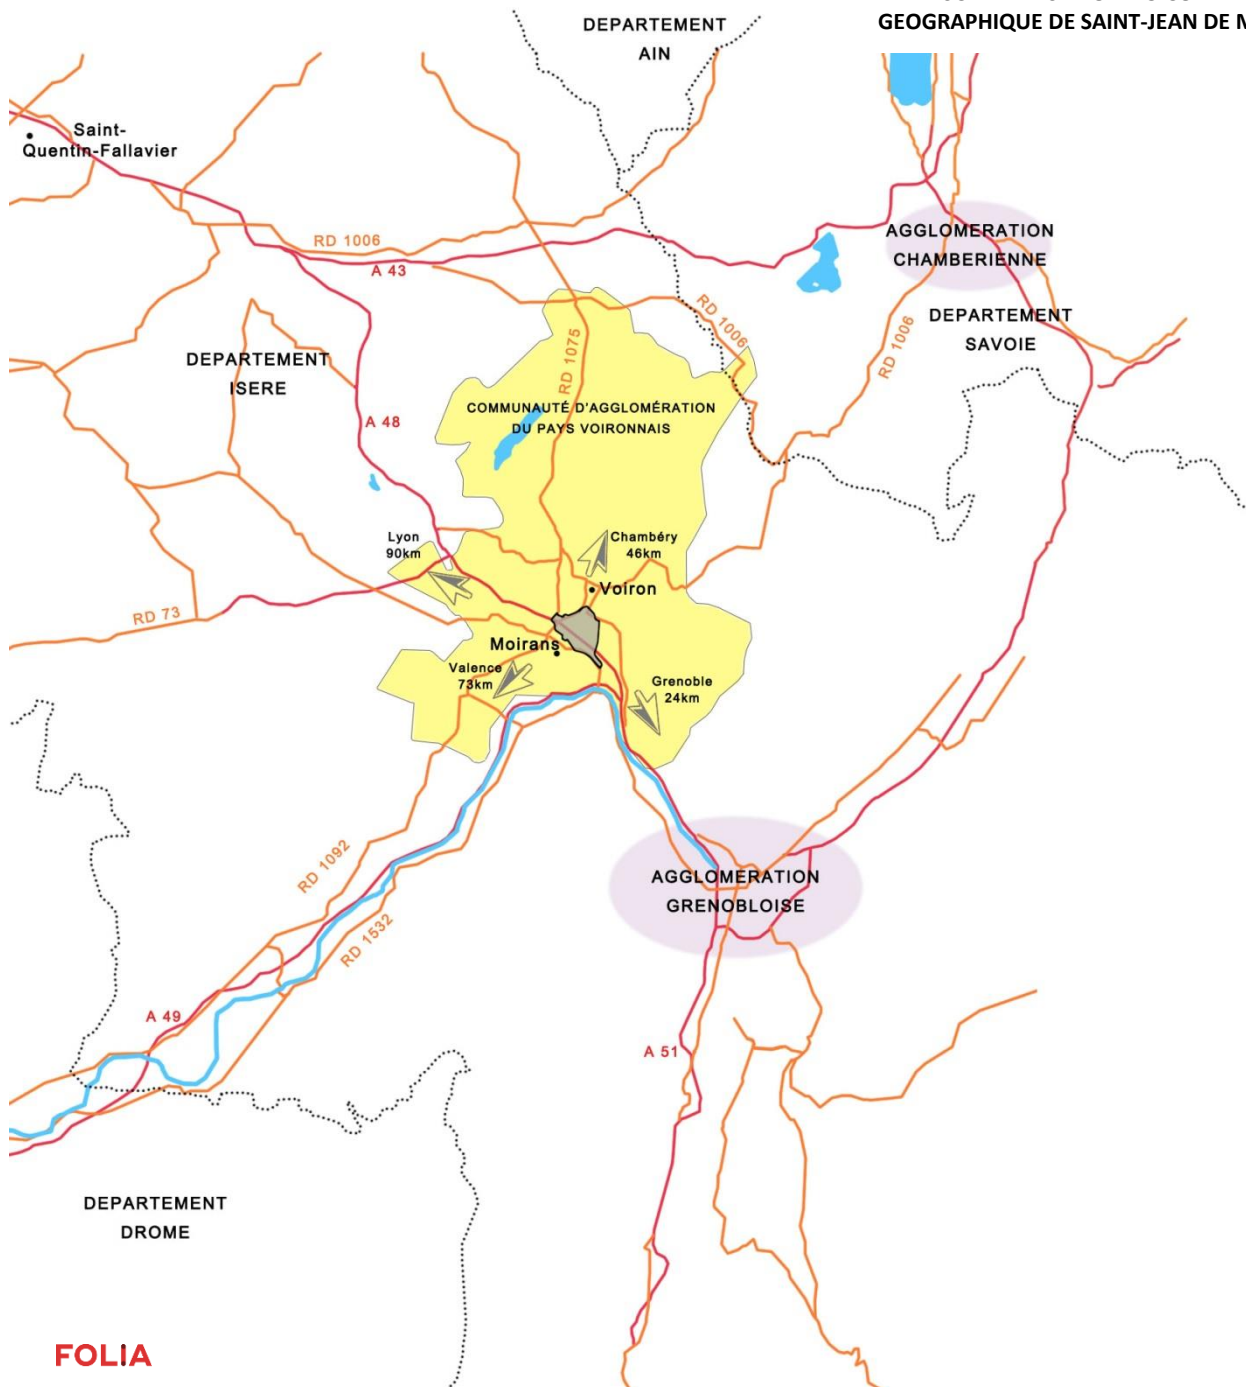 GEOGRAPHIQUE DE SAINT-JEAN DE
DEPARTEMENT
AIN
Saint-
Quentin-Fallavier
RD 1006
A 43
AGGLOMERATION
CHAMBERIENNE
DEPARTEMENT
SAVOIE
RD 1006
RD 1006
RD 1075
DEPARTEMENT
ISERE
A 48
COMMUNAUTÉ D'AGGLOMÉRATION
DU PAYS VOIRONNAIS
Lyon
90km
Chambéry
46km
Voiron
RD 73
Moirans
Valence
73km
Grenoble
24km
RD 1092
RD 1532
AGGLOMERATION
GRENOBLOISE
A 49
A 51
DEPARTEMENT
DROME
FOLIA